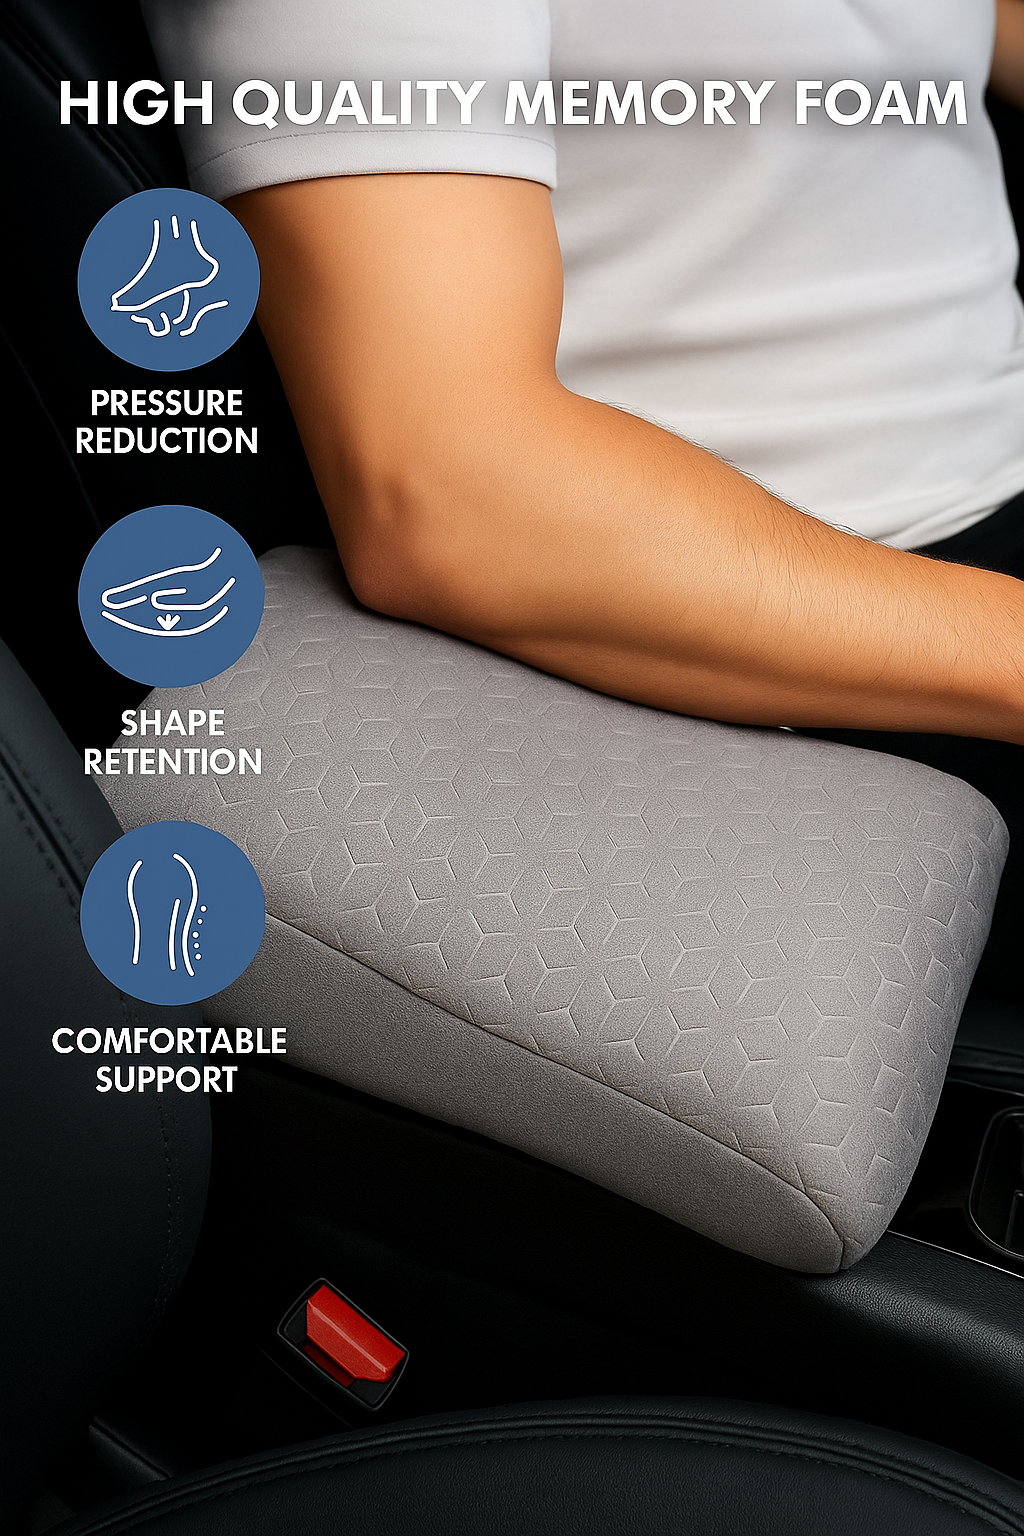 HIGH QUALITY MEMORY FOAM
PRESSURE
REDUCTION
SHAPE
RETENTION
COMFORTABLE
SUPPORT